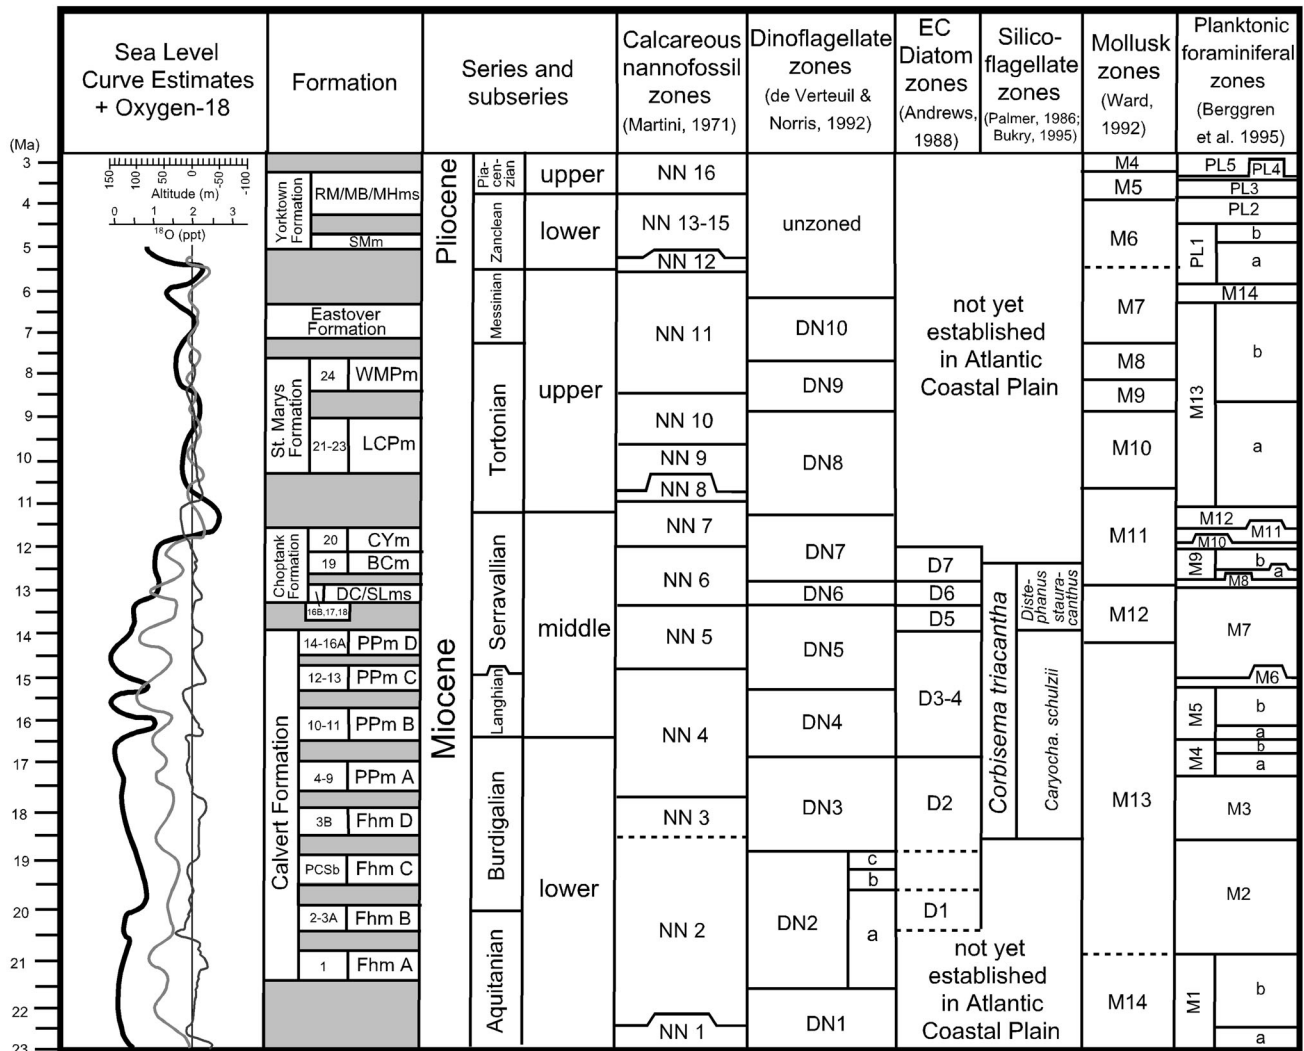 Sea Level
Curve Estimates
+ Oxygen-18
Formation
Series and
subseries
Calcareous
nannofossil
zones
(Martini, 1971)
Dinoflagellate
zones
(de Verteuil &
Norris, 1992)
EC
Diatom
zones
(Andrews,
1988)
Silico-
flagellate
zones
(Palmer, 1986;
Bukry, 1995)
Mollusk
zones
(Ward,
1992)
Planktonic
foraminiferal
zones
(Berggren
et al. 1995)
(Ma)
3
4
5
6
7
8
9
10
11
12
13
14
15
16
17
18
19
20
21
22
23
150
100
50
0
-50
-100
Altitude (m)
0
1
2
3
18O (ppt)
Yorktown
Formation
RM/MB/MHms
SMm
Eastover
Formation
St. Marys
Formation
24
WMPm
21-23
LCPm
Choptank
Formation
20
CYm
19
BCm
DC/SLms
16B,17,18
Calvert Formation
14-16A
PPm D
12-13
PPm C
10-11
PPm B
4-9
PPm A
3B
Fhm D
PCSb
Fhm C
2-3A
Fhm B
1
Fhm A
Pliocene
Miocene
Pia-
cen-
zian
Zanclean
Messinian
Tortonian
Serravallian
Langhian
Burdigalian
Aquitanian
upper
lower
upper
middle
lower
NN 16
NN 13-15
NN 12
NN 11
NN 10
NN 9
NN 8
NN 7
NN 6
NN 5
NN 4
NN 3
NN 2
NN 1
unzoned
DN10
DN9
DN8
DN7
DN6
DN5
DN4
DN3
DN2
c
b
a
DN1
not yet
established
in Atlantic
Coastal Plain
D7
D6
D5
D3-4
D2
D1
Corbisema triacantha
Diste-
phanus
staura-
canthus
Caryocha. schulzii
not yet
established
in Atlantic
Coastal Plain
M4
M5
M6
M7
M8
M9
M10
M11
M12
M13
M14
PL5
PL4
PL3
PL2
PL1
b
a
M14
M13
b
a
M12
M11
M10
M9
b
a
M8
M7
M6
M5
b
a
M4
b
a
M3
M2
M1
b
a